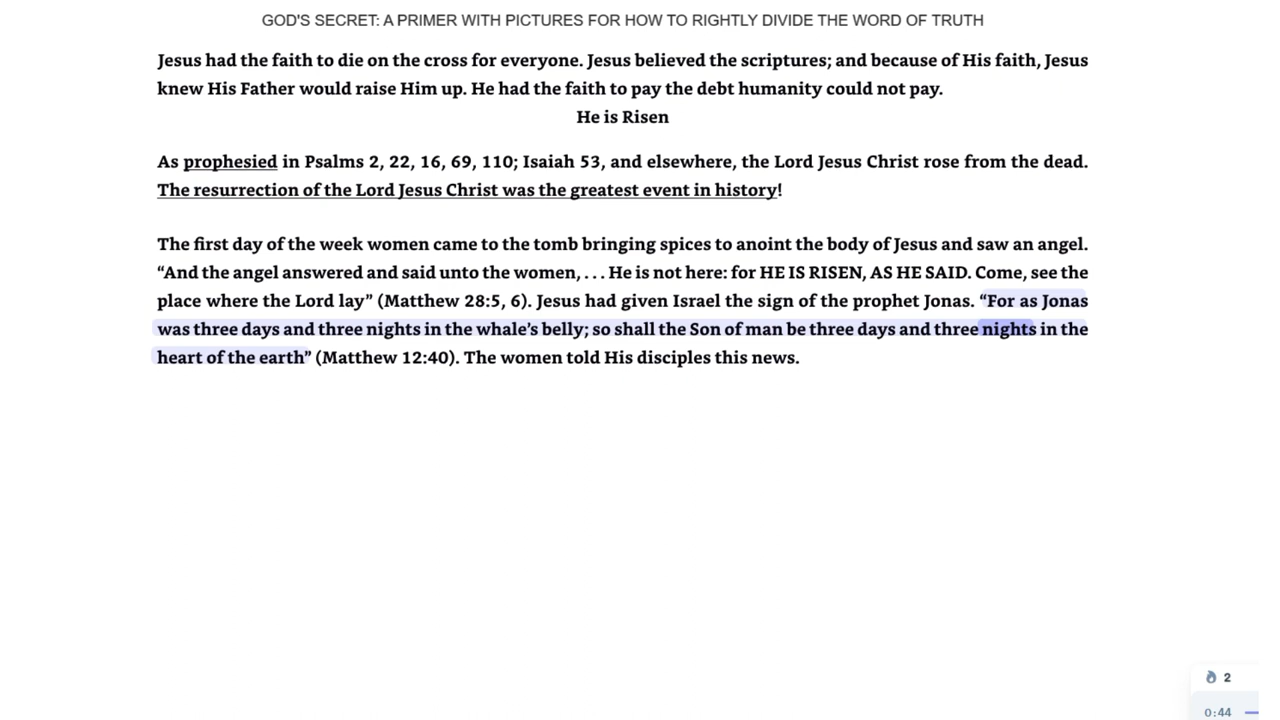 GOD'S SECRET: A PRIMER WITH PICTURES FOR HOW TO RIGHTLY DIVIDE THE WORD OF TRUTH
Jesus had the faith to die on the cross for everyone. Jesus believed the scriptures; and because of His faith, Jesus
knew His Father would raise Him up. He had the faith to pay the debt humanity could not pay.
He is Risen
As prophesied in Psalms 2, 22, 16, 69, 110; Isaiah 53, and elsewhere, the Lord Jesus Christ rose from the dead.
The resurrection of the Lord Jesus Christ was the greatest event in history!
The first day of the week women came to the tomb bringing spices to anoint the body of Jesus and saw an angel.
“And the angel answered and said unto the women, . . . He is not here: for HE IS RISEN, AS HE SAID. Come, see the
place where the Lord lay” (Matthew 28:5, 6). Jesus had given Israel the sign of the prophet Jonas. “For as Jonas
was three days and three nights in the whale’s belly; so shall the Son of man be three days and three nights in the
heart of the earth” (Matthew 12:40). The women told His disciples this news.
2
0:44